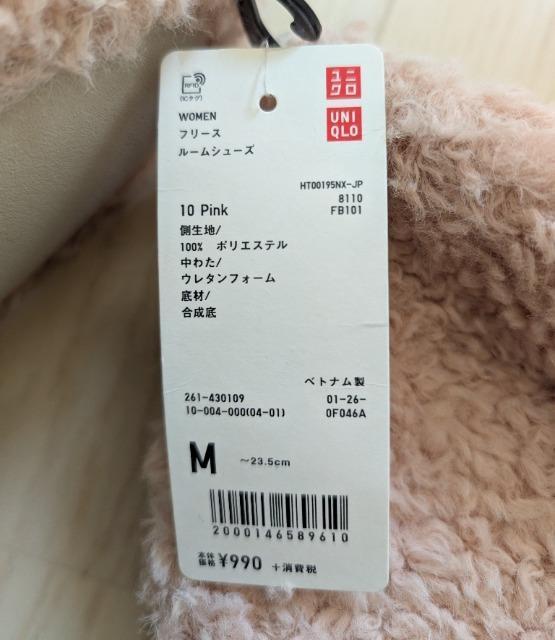 RFID
(ICタグ)
ユニ
クロ
UNI
QLO
WOMEN
フリース
ルームシューズ
HT00195NX-JP
8110
FB101
10 Pink
側生地/
100% ポリエステル
中わた/
ウレタンフォーム
底材/
合成底
ベトナム製
261-430109
01-26-
10-004-000(04-01)
0F046A
M ~23.5cm
2000146589610
本体価格 ¥990 +消費税